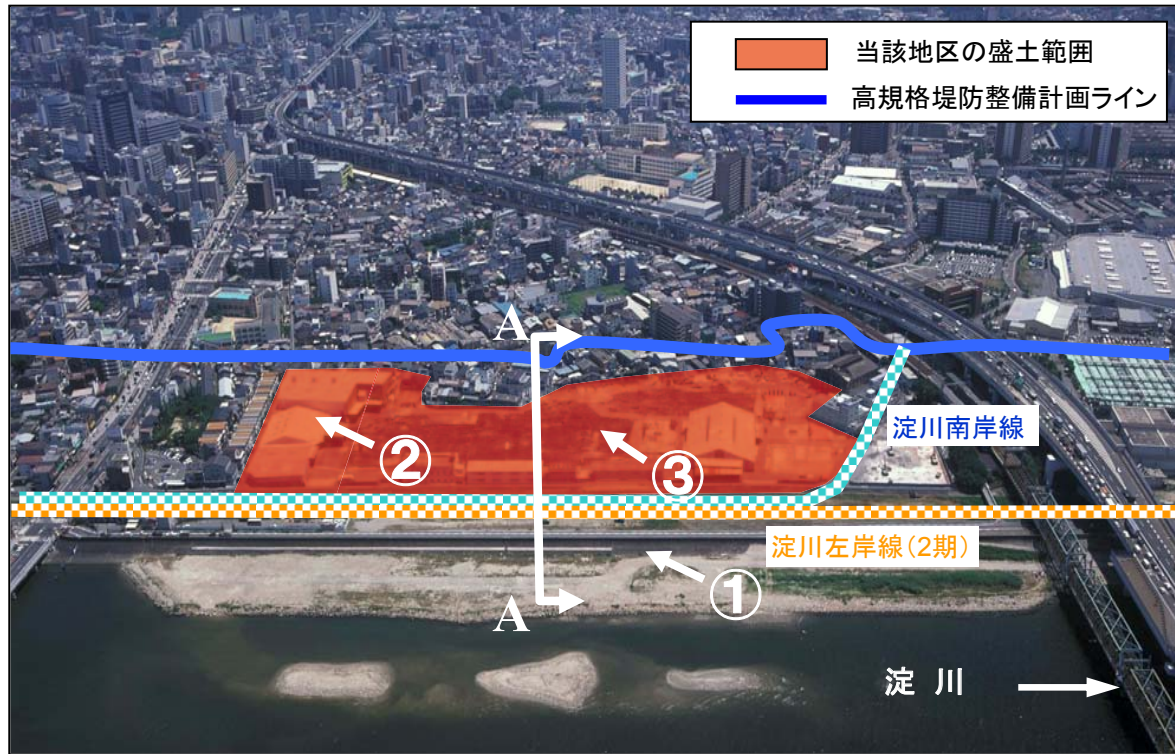 当該地区の盛土範囲
高規格堤防整備計画ライン
A
淀川南岸線
②
③
淀川左岸線(2期)
①
A
淀 川